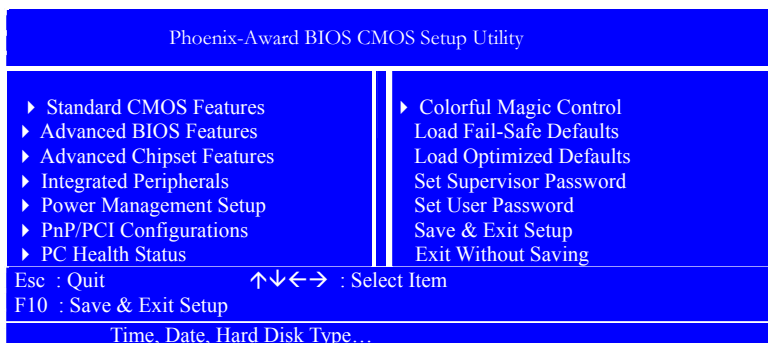 Phoenix-Award BIOS CMOS Setup Utility
▸ Standard CMOS Features
▸ Advanced BIOS Features
▸ Advanced Chipset Features
▸ Integrated Peripherals
▸ Power Management Setup
▸ PnP/PCI Configurations
▸ PC Health Status
▸ Colorful Magic Control
Load Fail-Safe Defaults
Load Optimized Defaults
Set Supervisor Password
Set User Password
Save & Exit Setup
Exit Without Saving
Esc : Quit ↑↓←→ : Select Item
F10 : Save & Exit Setup
Time, Date, Hard Disk Type…